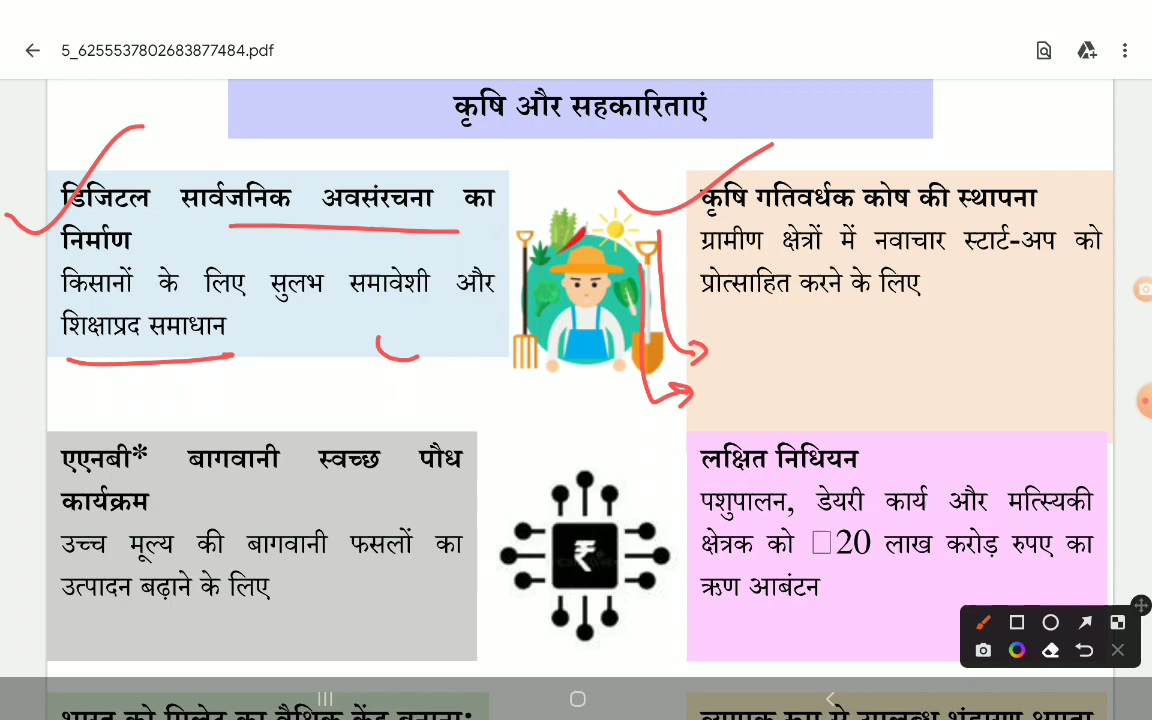 5_6255537802683877484.pdf
कृषि और सहकारिताएं
डिजिटल सार्वजनिक अवसंरचना का
निर्माण
किसानों के लिए सुलभ समावेशी और
शिक्षाप्रद समाधान
कृषि गतिवर्धक कोष की स्थापना
ग्रामीण क्षेत्रों में नवाचार स्टार्ट-अप को
प्रोत्साहित करने के लिए
एएनबी* बागवानी स्वच्छ पौध
कार्यक्रम
उच्च मूल्य की बागवानी फसलों का
उत्पादन बढ़ाने के लिए
₹
लक्षित निधियन
पशुपालन, डेयरी कार्य और मत्स्यिकी
क्षेत्रक को □20 लाख करोड़ रुपए का
ऋण आबंटन